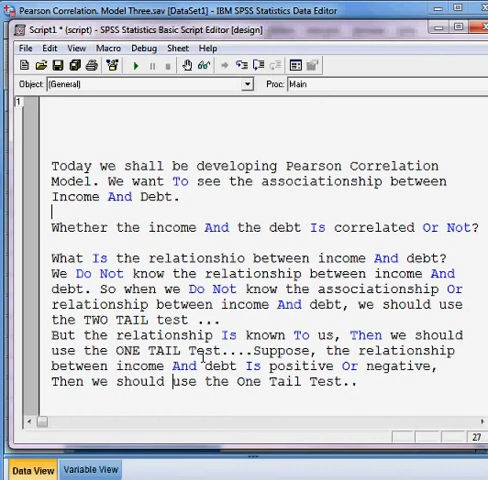 Pearson Correlation. Model Three.sav [DataSet1] - IBM SPSS Statistics Data Editor
Script1 * (script) - SPSS Statistics Basic Script Editor [design]
File Edit View Macro Debug Sheet Help
Object: (General) Proc: Main
1
Today we shall be developing Pearson Correlation
Model. We want To see the associationship between
Income And Debt.
Whether the income And the debt Is correlated Or Not?
What Is the relationshio between income And debt?
We Do Not know the relationship between income And
debt. So when we Do Not know the associationship Or
relationship between income And debt, we should use
the TWO TAIL test ...
But the relationship Is known To us, Then we should
use the ONE TAIL Test....Suppose, the relationship
between income And debt Is positive Or negative,
Then we should use the One Tail Test..
27
Data View Variable View